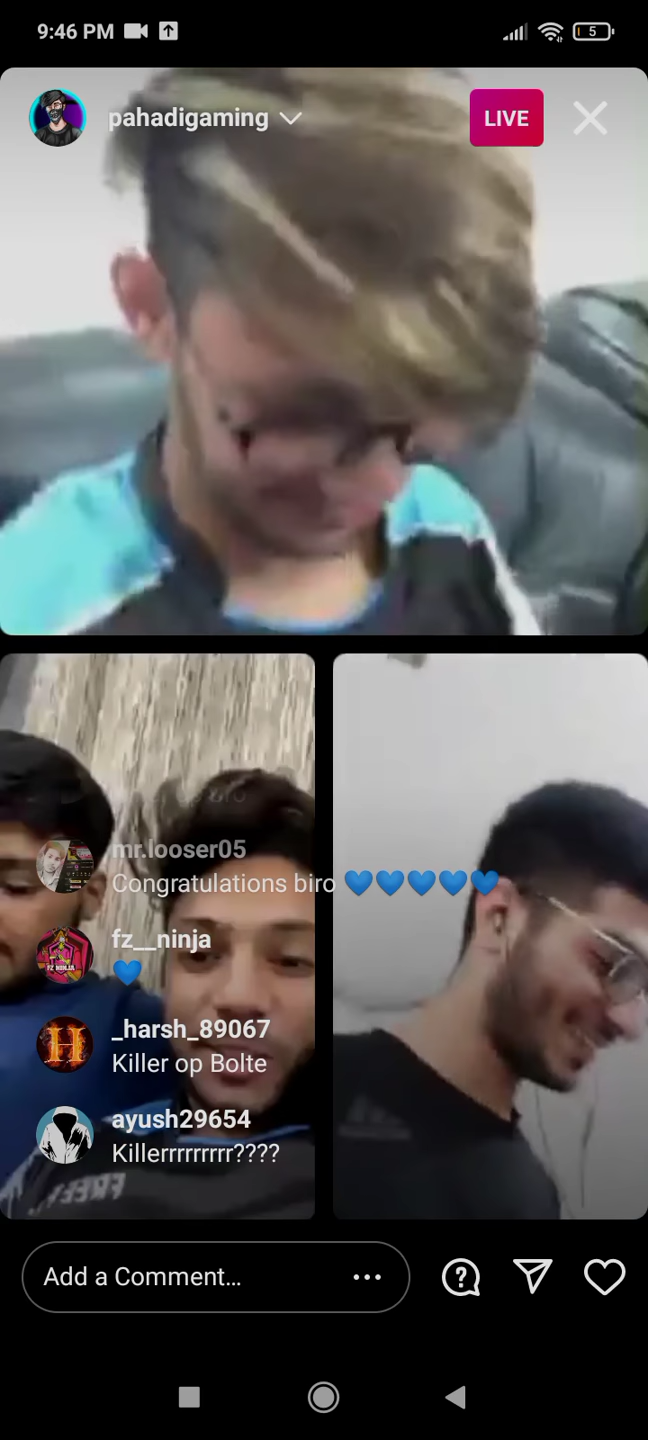 9:46 PM
5
pahadigaming
LIVE
mr.looser05
Congratulations biro 💙💙💙💙💙
fz__ninja
💙
_harsh_89067
Killer op Bolte
ayush29654
Killerrrrrrrrr????
Add a Comment...